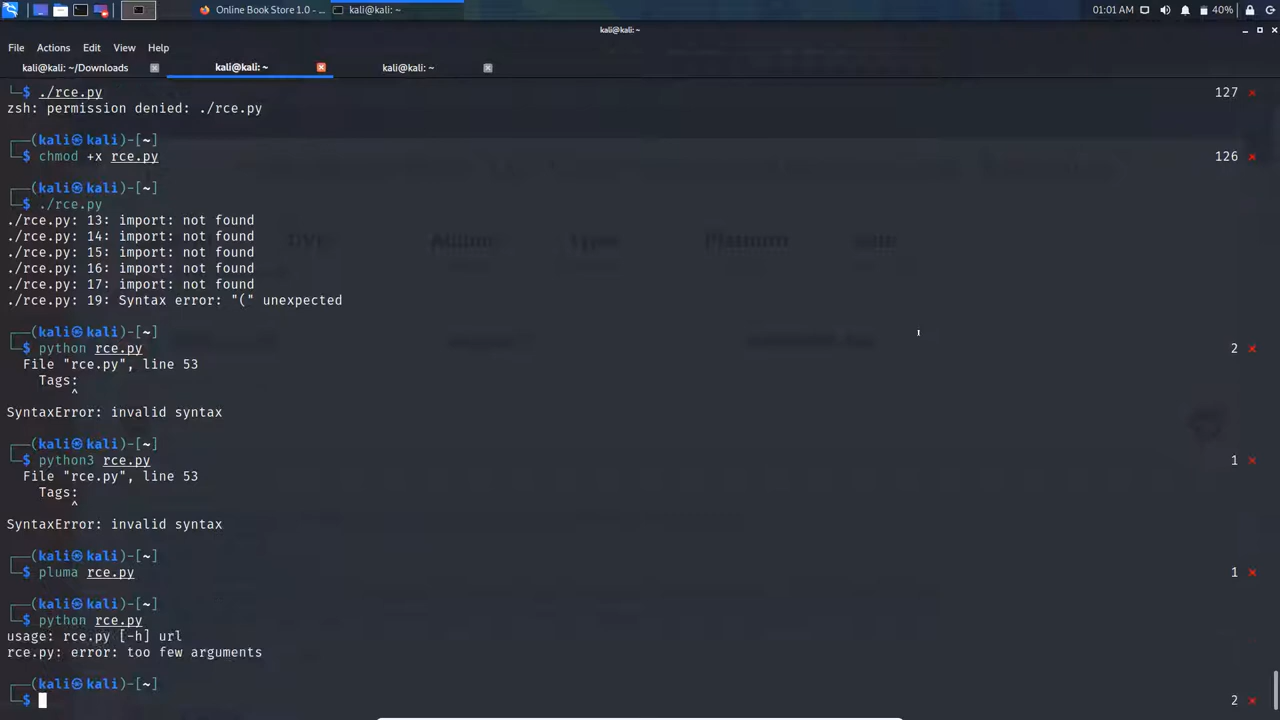 Online Book Store 1.0 - ...
kali@kali: ~
01:01 AM
40%
kali@kali: ~
File Actions Edit View Help
kali@kali: ~/Downloads
kali@kali: ~
kali@kali: ~
└─$ ./rce.py 127 ⨯
zsh: permission denied: ./rce.py
┌──(kali㉿kali)-[~]
└─$ chmod +x rce.py 126 ⨯
┌──(kali㉿kali)-[~]
└─$ ./rce.py
./rce.py: 13: import: not found
./rce.py: 14: import: not found
./rce.py: 15: import: not found
./rce.py: 16: import: not found
./rce.py: 17: import: not found
./rce.py: 19: Syntax error: "(" unexpected
┌──(kali㉿kali)-[~]
└─$ python rce.py 2 ⨯
File "rce.py", line 53
Tags:
^
SyntaxError: invalid syntax
┌──(kali㉿kali)-[~]
└─$ python3 rce.py 1 ⨯
File "rce.py", line 53
Tags:
^
SyntaxError: invalid syntax
┌──(kali㉿kali)-[~]
└─$ pluma rce.py 1 ⨯
┌──(kali㉿kali)-[~]
└─$ python rce.py
usage: rce.py [-h] url
rce.py: error: too few arguments
┌──(kali㉿kali)-[~]
└─$ 2 ⨯